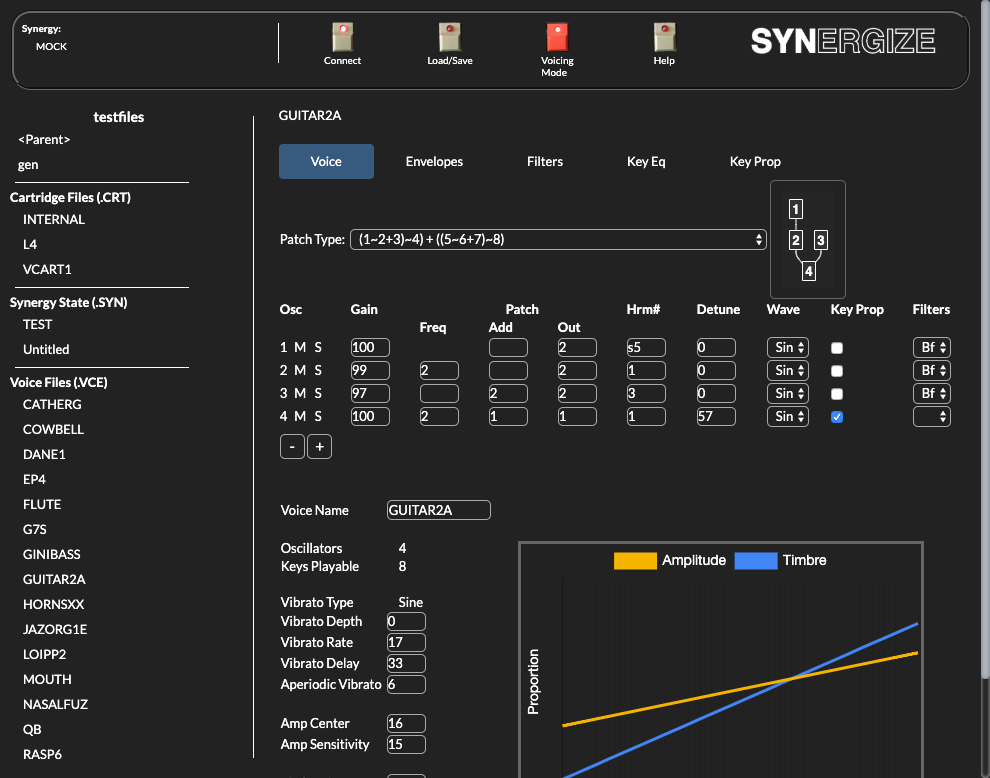 Synergy:
MOCK
Connect
Load/Save
Voicing
Mode
Help
SYNERGIZE
testfiles
<Parent>
gen
Cartridge Files (.CRT)
INTERNAL
L4
VCART1
Synergy State (.SYN)
TEST
Untitled
Voice Files (.VCE)
CATHERG
COWBELL
DANE1
EP4
FLUTE
G7S
GINIBASS
GUITAR2A
HORNSXX
JAZORG1E
LOIPP2
MOUTH
NASALFUZ
QB
RASP6
GUITAR2A
Voice Envelopes Filters Key Eq Key Prop
Patch Type: (1~2+3)~4) + ((5~6+7)~8)
1
2 3
4
Osc Gain Patch Hrm# Detune Wave Key Prop Filters
Freq Add Out
1 M S 100 2 s5 0 Sin Bf
2 M S 99 2 2 1 0 Sin Bf
3 M S 97 2 2 3 0 Sin Bf
4 M S 100 2 1 1 1 57 Sin
- +
Voice Name GUITAR2A
Oscillators 4
Keys Playable 8
Vibrato Type Sine
Vibrato Depth 0
Vibrato Rate 17
Vibrato Delay 33
Aperiodic Vibrato 6
Amp Center 16
Amp Sensitivity 15
Amplitude Timbre
Proportion